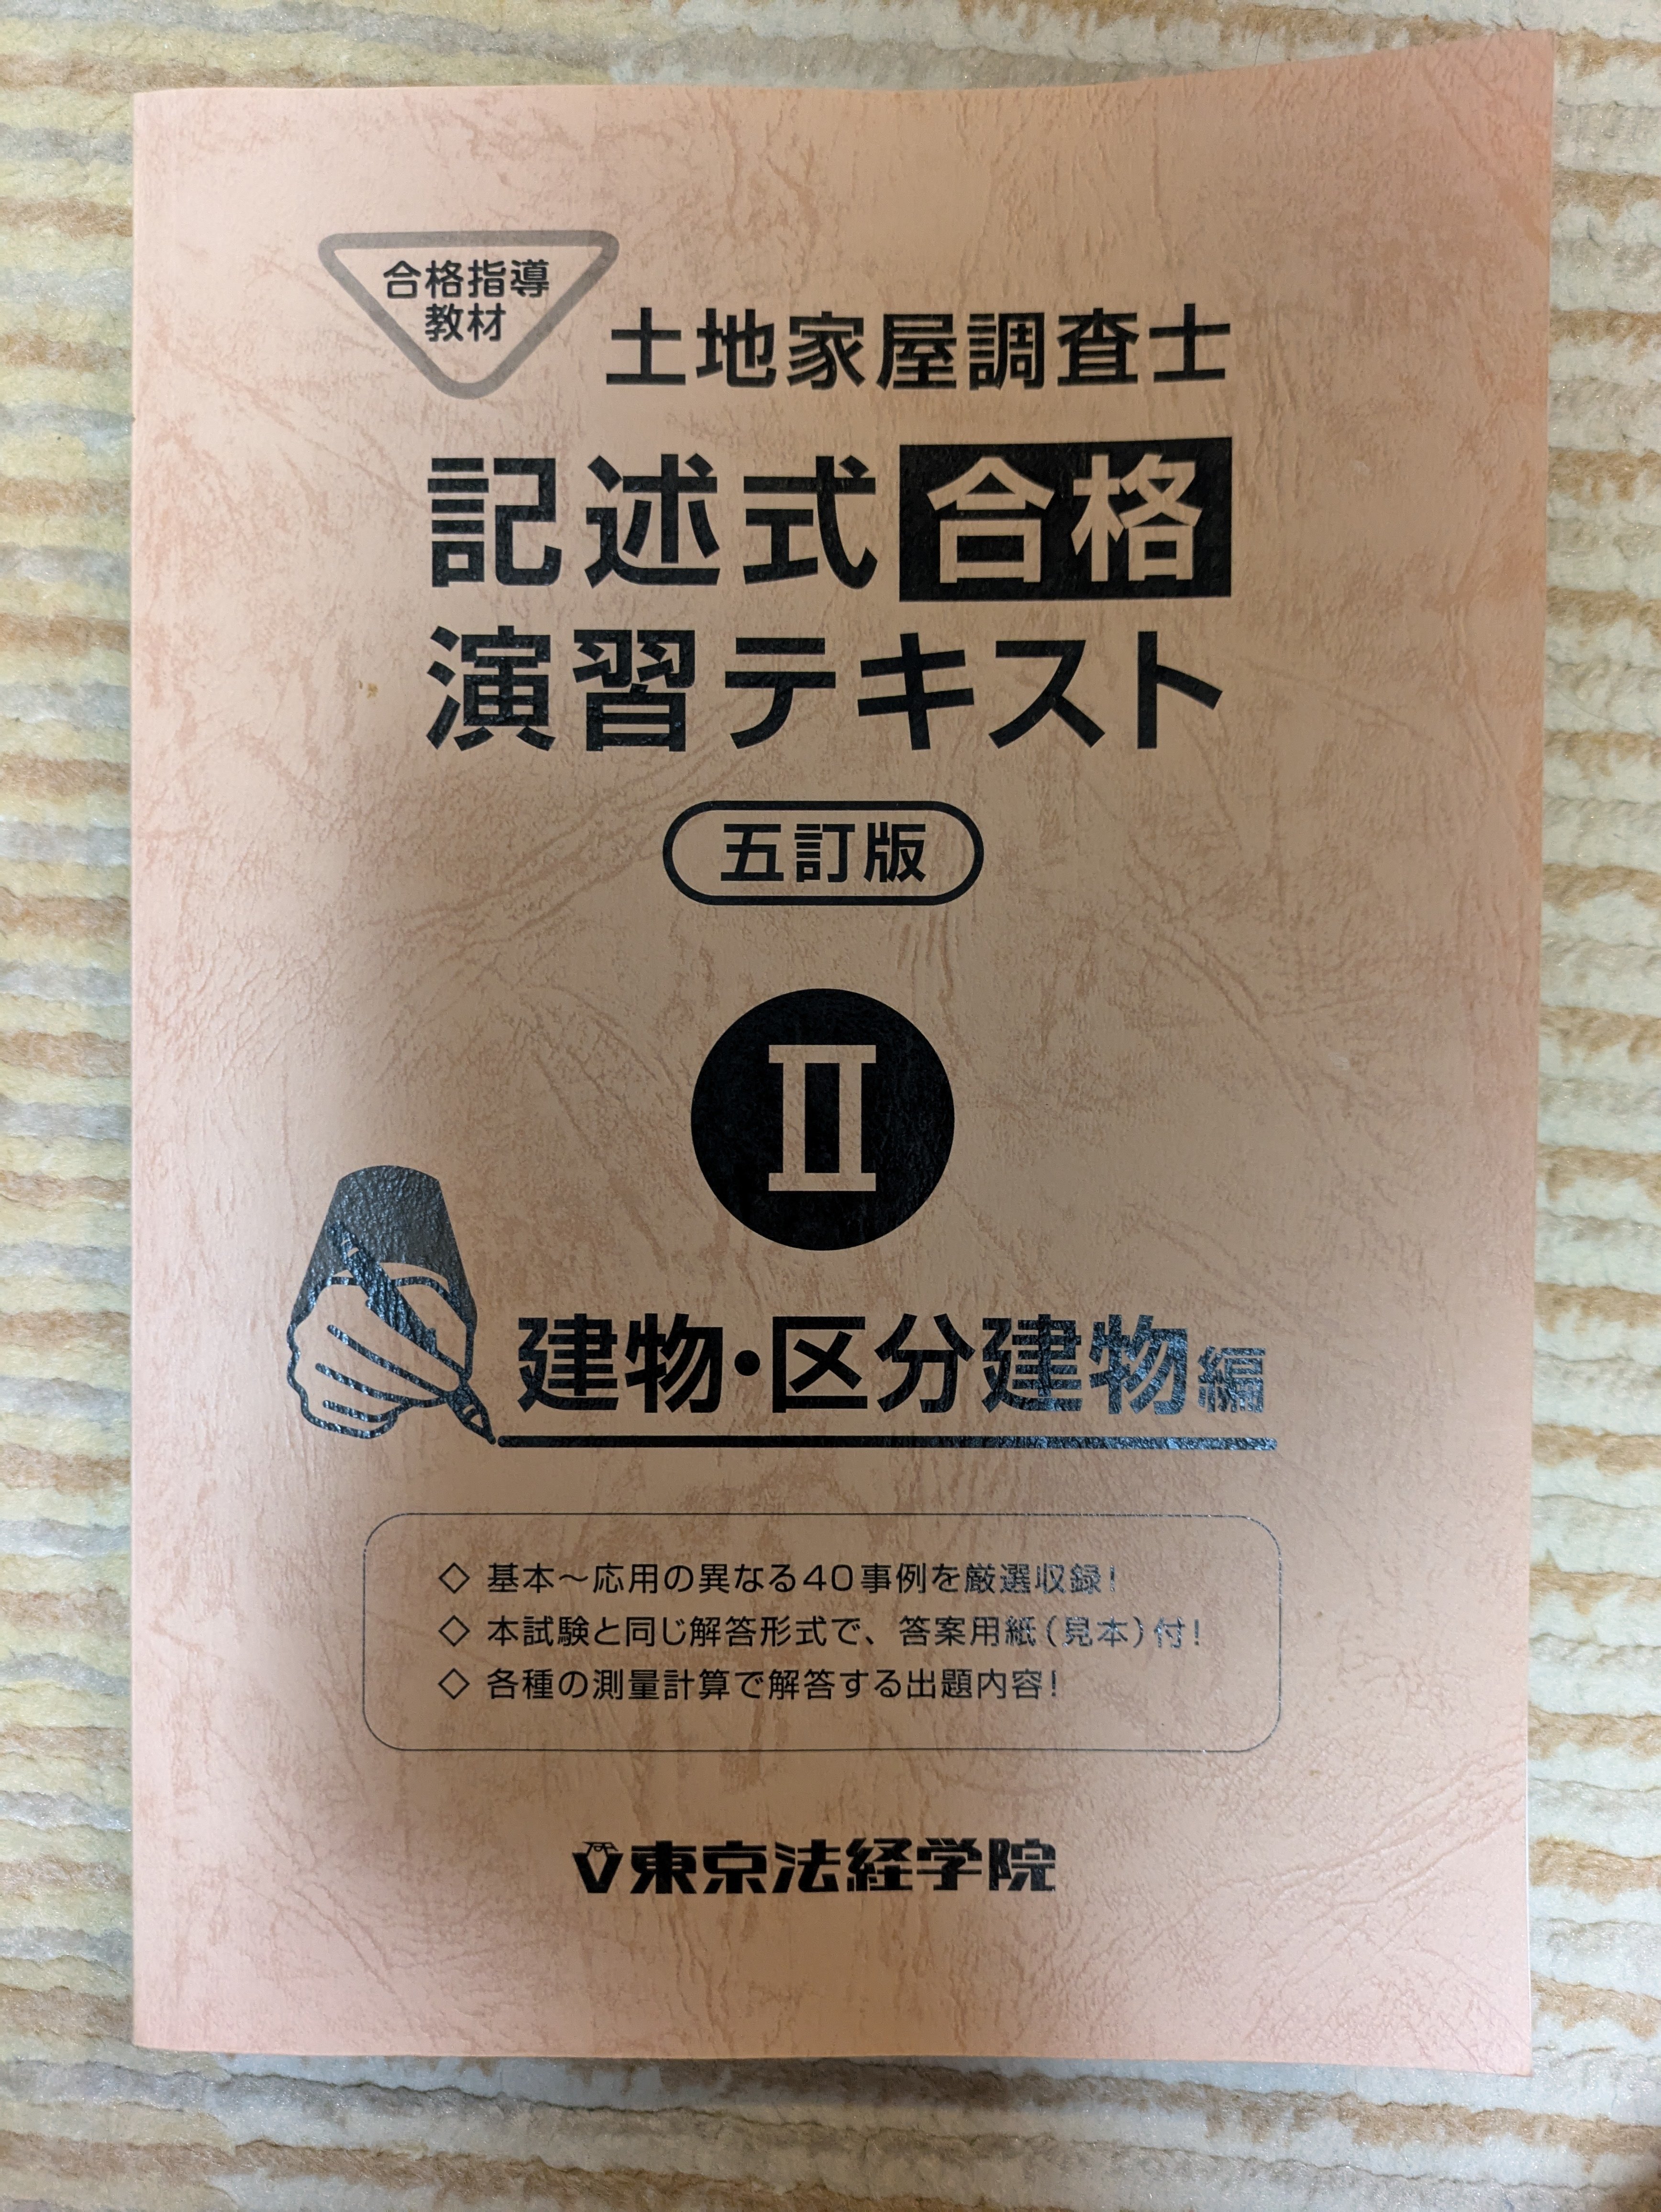 合格指導
教材
土地家屋調査士
記述式合格
演習テキスト
五訂版
Ⅱ
建物・区分建物編
◇ 基本～応用の異なる40事例を厳選収録!
◇ 本試験と同じ解答形式で、答案用紙(見本)付!
◇ 各種の測量計算で解答する出題内容!
東京法経学院